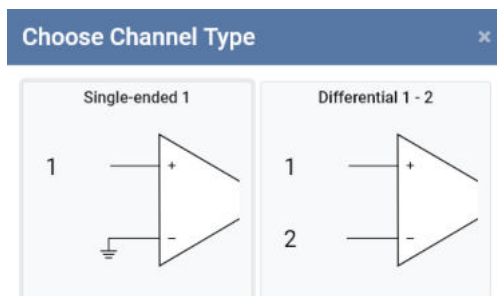 Choose Channel Type ×
Single-ended 1
1
+
−
Differential 1 - 2
1
+
2
−